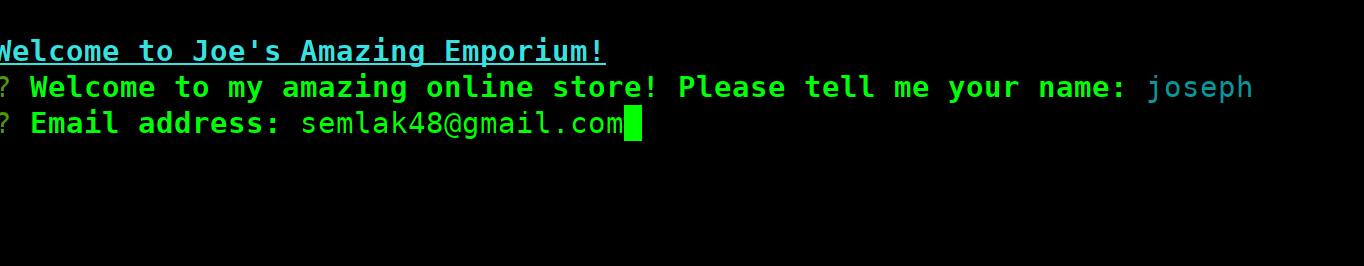 Welcome to Joe's Amazing Emporium!
? Welcome to my amazing online store! Please tell me your name: joseph
? Email address: semlak48@gmail.com